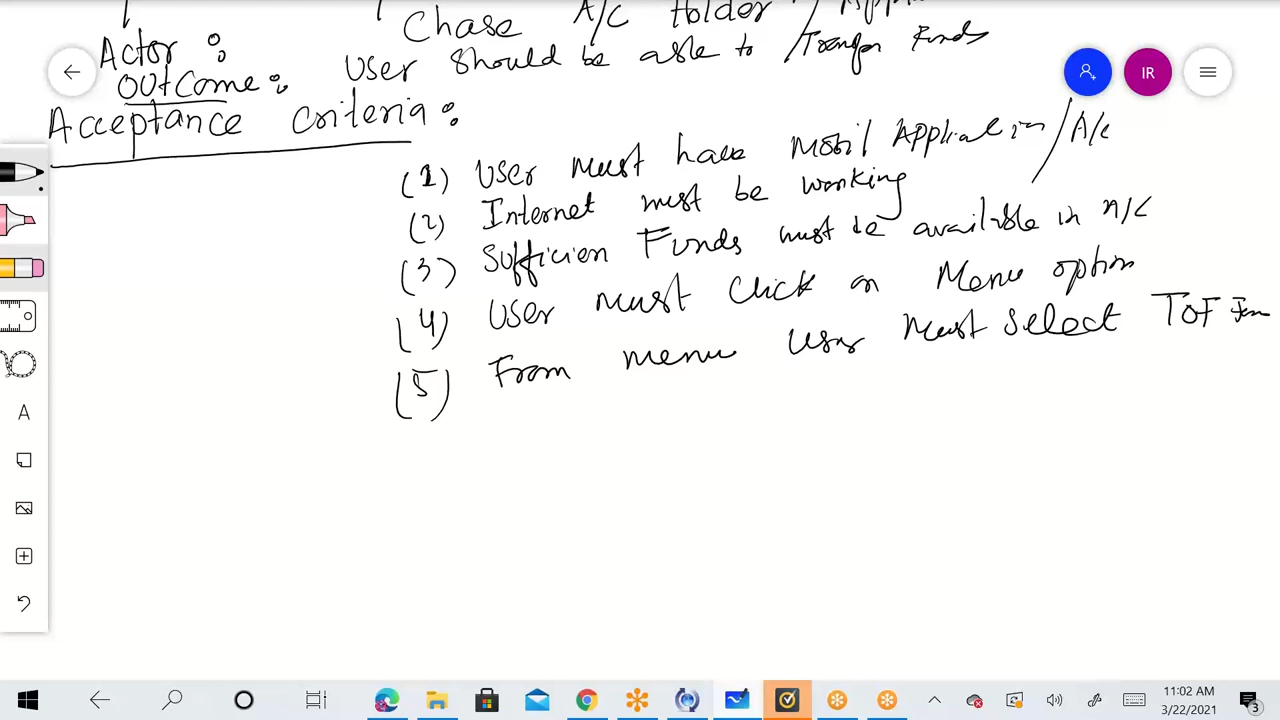 Chase A/C Holder
Actor :
User should be able to / Transfer Funds
OUtCome :
Acceptance Criteria :
IR
(1) User must have Mobil Application / A/c
(2) Internet must be working
(3) Sufficien Funds must be available in A/C
(4) User must Click on Menu option
(5) From menu User must select TOF
A
11:02 AM
3/22/2021
3